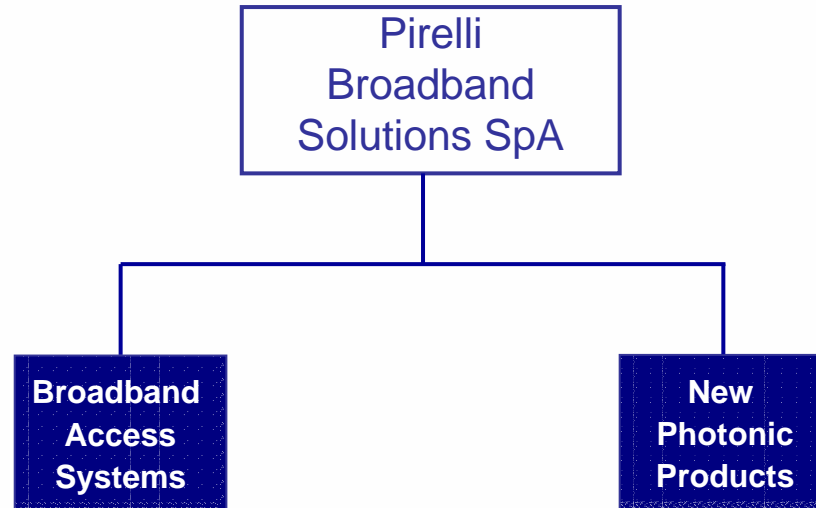 Pirelli
Broadband
Solutions SpA
Broadband
Access
Systems
New
Photonic
Products